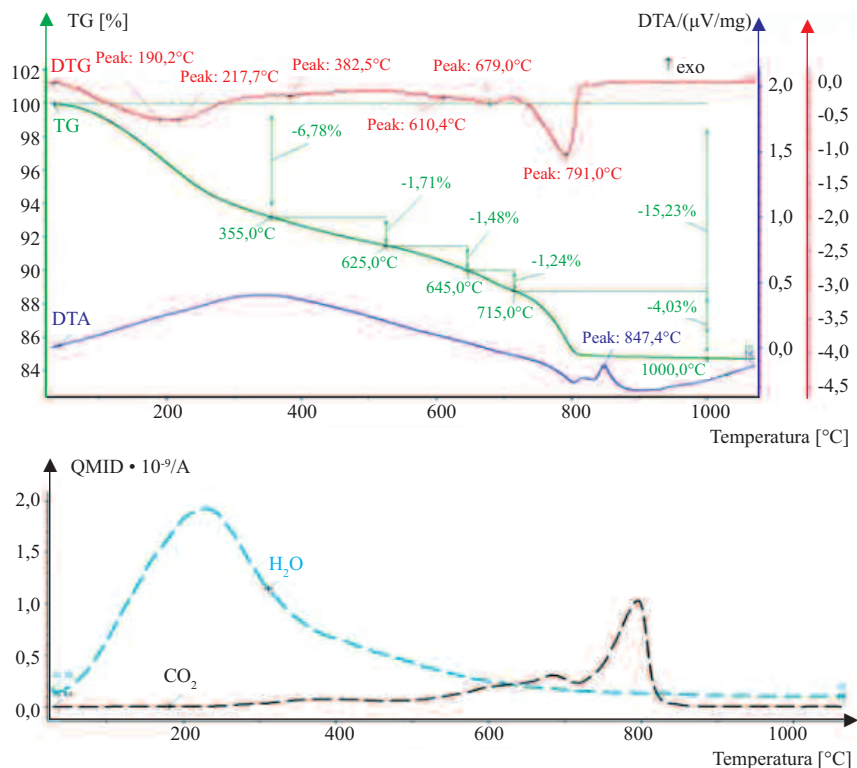 TG [%]
DTA/(μV/mg)
DTG
Peak: 190,2°C
Peak: 217,7°C
Peak: 382,5°C
Peak: 679,0°C
↑ exo
102
2,0
0,0
100
TG
-0,5
98
-6,78%
Peak: 610,4°C
-1,0
1,5
96
Peak: 791,0°C
-1,5
-1,71%
-15,23%
-2,0
94
-1,48%
1,0
355,0°C
-2,5
92
625,0°C
-1,24%
90
645,0°C
0,5
-3,0
88
715,0°C
-4,03%
-3,5
DTA
Peak: 847,4°C
0,0
86
-4,0
1000,0°C
84
-4,5
200
400
600
800
1000
Temperatura [°C]
QMID • 10-9/A
2,0
1,5
H2O
1,0
0,5
CO2
0,0
200
400
600
800
1000
Temperatura [°C]